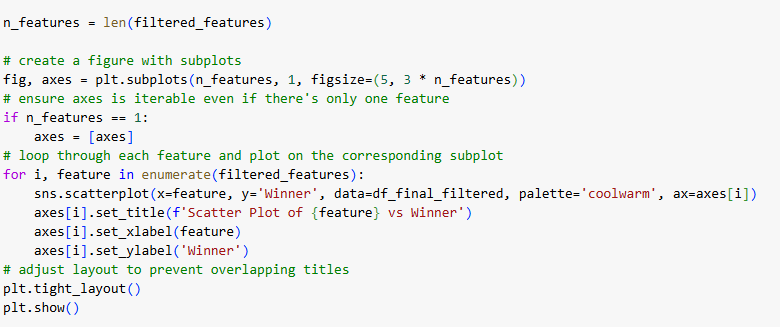 n_features = len(filtered_features)
# create a figure with subplots
fig, axes = plt.subplots(n_features, 1, figsize=(5, 3 * n_features))
# ensure axes is iterable even if there's only one feature
if n_features == 1:
    axes = [axes]
# loop through each feature and plot on the corresponding subplot
for i, feature in enumerate(filtered_features):
    sns.scatterplot(x=feature, y='Winner', data=df_final_filtered, palette='coolwarm', ax=axes[i])
    axes[i].set_title(f'Scatter Plot of {feature} vs Winner')
    axes[i].set_xlabel(feature)
    axes[i].set_ylabel('Winner')
# adjust layout to prevent overlapping titles
plt.tight_layout()
plt.show()